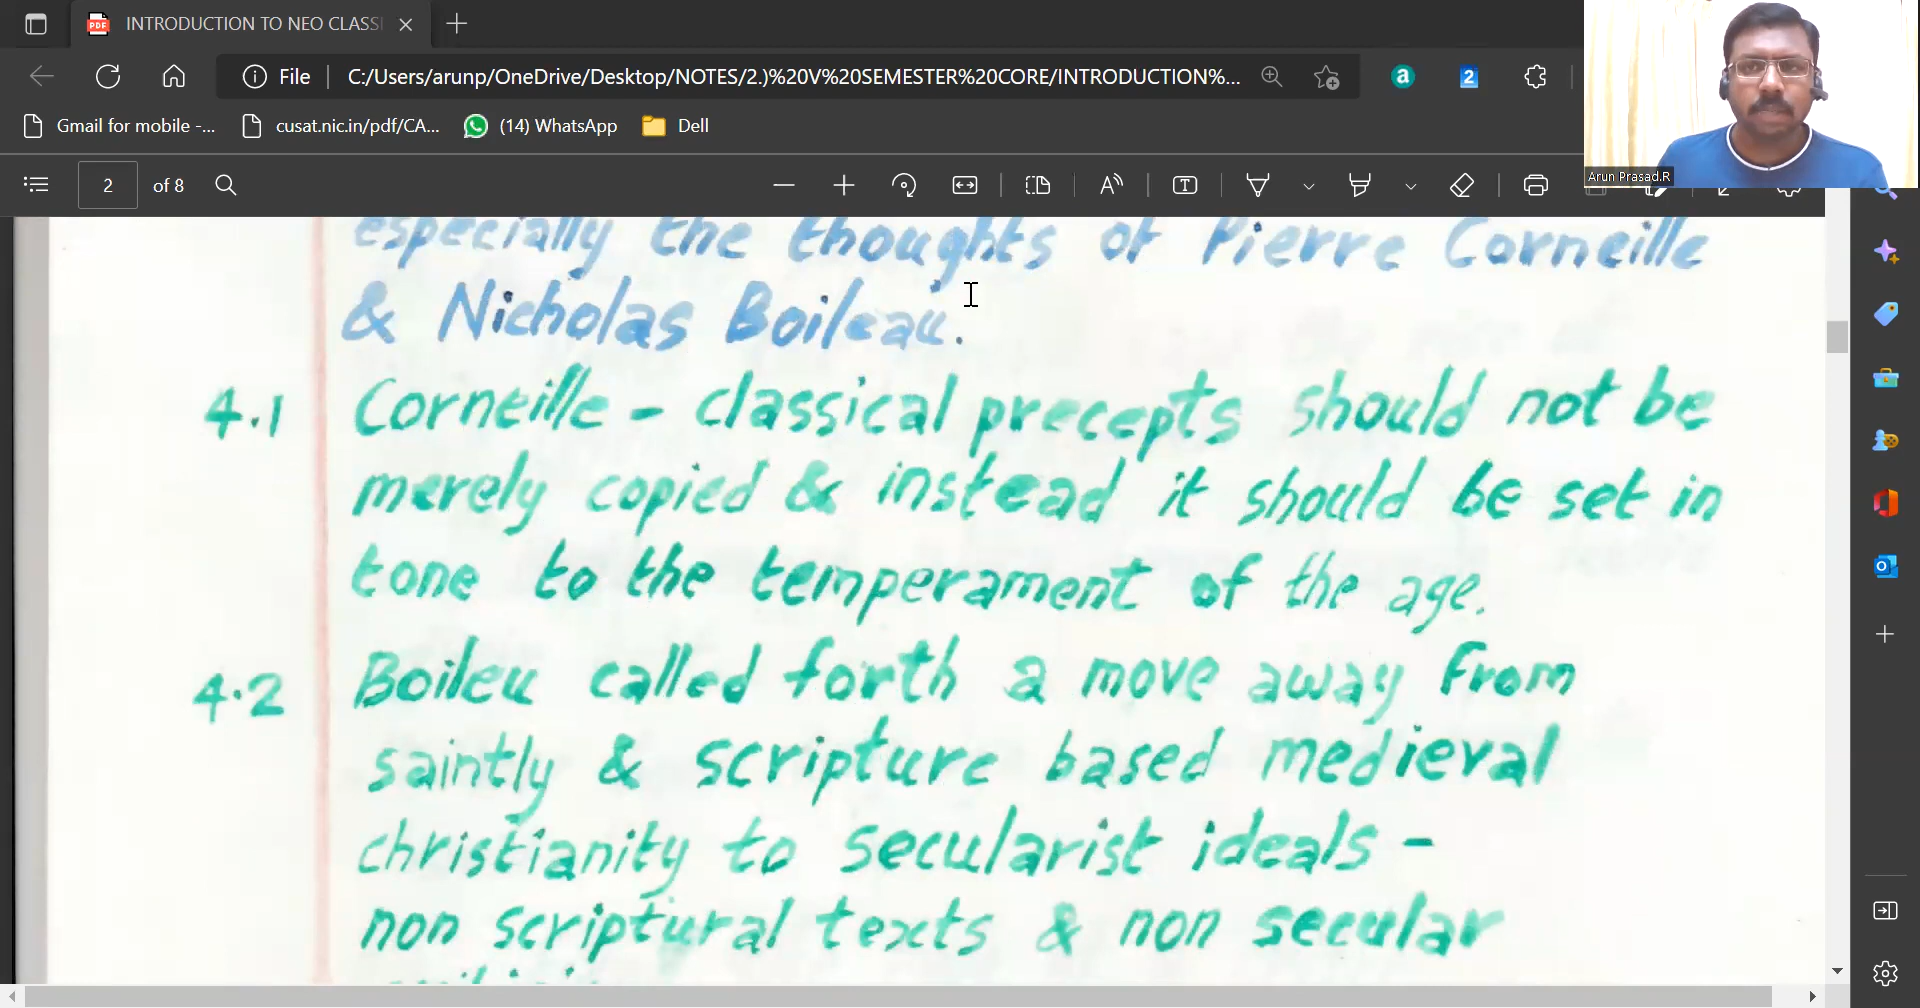 INTRODUCTION TO NEO CLASSI
File
C:/Users/arunp/OneDrive/Desktop/NOTES/2.)%20V%20SEMESTER%20CORE/INTRODUCTION%...
a
2
Gmail for mobile -...
cusat.nic.in/pdf/CA...
(14) WhatsApp
Dell
2
of 8
Arun Prasad.R
especially the thoughts of Pierre Corneille
& Nicholas Boileau.
4.1 Corneille - classical precepts should not be
merely copied & instead it should be set in
tone to the temperament of the age.
4.2 Boileu called forth a move away from
saintly & scripture based medieval
christianity to secularist ideals -
non scriptural texts & non secular